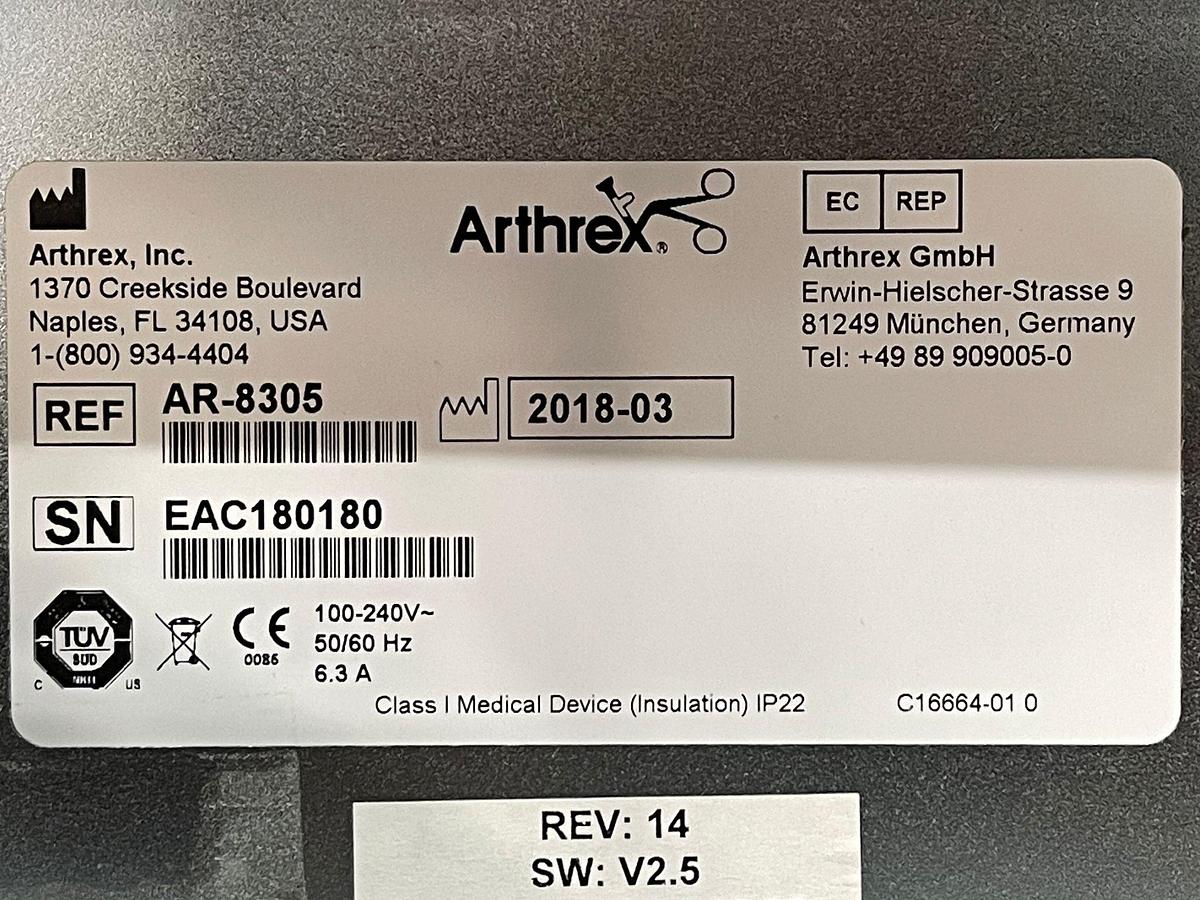 Arthrex®
EC REP
Arthrex, Inc.
1370 Creekside Boulevard
Naples, FL 34108, USA
1-(800) 934-4404
Arthrex GmbH
Erwin-Hielscher-Strasse 9
81249 München, Germany
Tel: +49 89 909005-0
REF AR-8305
2018-03
SN EAC180180
TÜV
SÜD
C US
CE
0086
100-240V~
50/60 Hz
6.3 A
Class I Medical Device (Insulation) IP22
C16664-01 0
REV: 14
SW: V2.5